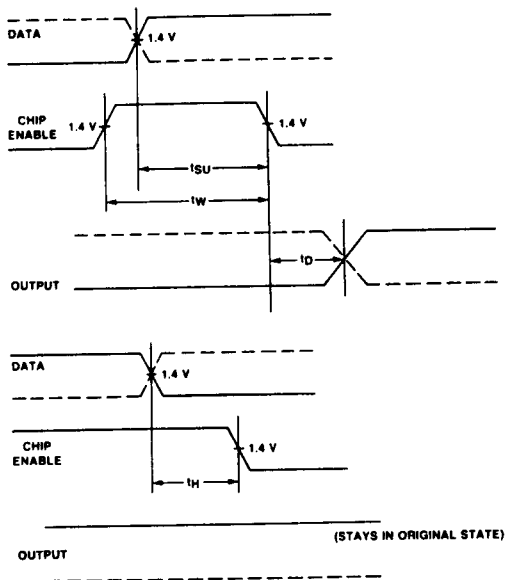 DATA
1.4 V
CHIP
ENABLE
1.4 V
1.4 V
tSU
tW
tD
OUTPUT
DATA
1.4 V
CHIP
ENABLE
1.4 V
tH
(STAYS IN ORIGINAL STATE)
OUTPUT